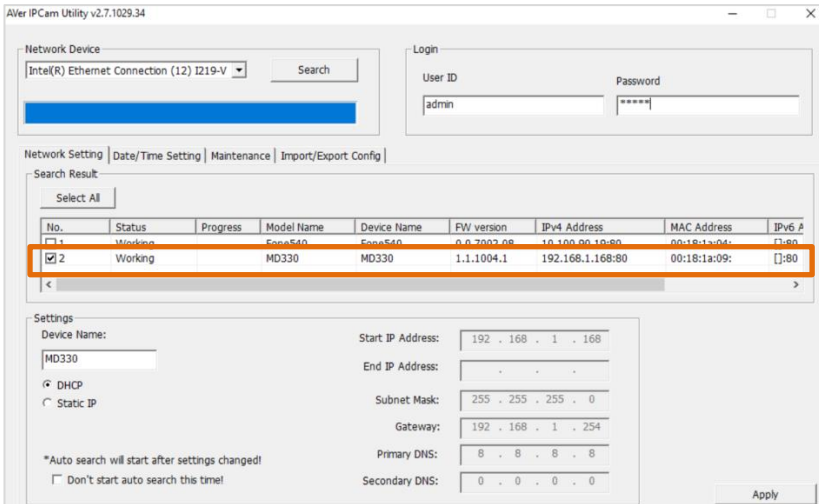 AVer IPCam Utility v2.7.1029.34
Network Device
Intel(R) Ethernet Connection (12) I219-V
Search
Login
User ID
Password
admin
*****
Network Setting Date/Time Setting Maintenance Import/Export Config
Search Result
Select All
No. Status Progress Model Name Device Name FW version IPv4 Address MAC Address IPv6 A
1 Working Fone540 Fone540 0.0.7002.08 10.100.90.19:80 00:18:1a:04: []:80
2 Working MD330 MD330 1.1.1004.1 192.168.1.168:80 00:18:1a:09: []:80
Settings
Device Name:
MD330
DHCP
Static IP
*Auto search will start after settings changed!
Don't start auto search this time!
Start IP Address: 192 . 168 . 1 . 168
End IP Address: . . .
Subnet Mask: 255 . 255 . 255 . 0
Gateway: 192 . 168 . 1 . 254
Primary DNS: 8 . 8 . 8 . 8
Secondary DNS: 0 . 0 . 0 . 0
Apply